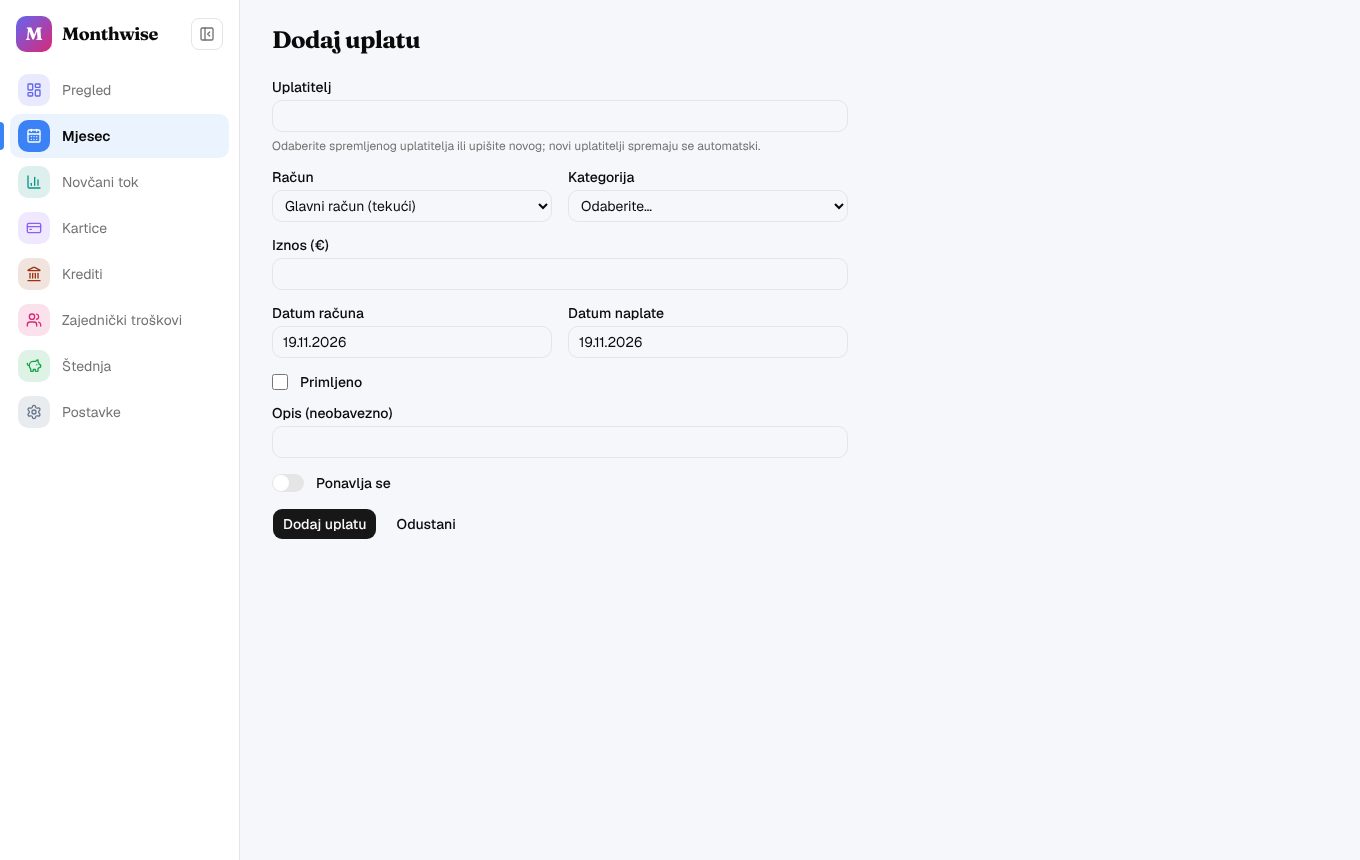 M Monthwise
Pregled
Mjesec
Novčani tok
Kartice
Krediti
Zajednički troškovi
Štednja
Postavke
Dodaj uplatu
Uplatitelj
Odaberite spremljenog uplatitelja ili upišite novog; novi uplatitelji spremaju se automatski.
Račun Kategorija
Glavni račun (tekući) Odaberite...
Iznos (€)
Datum računa Datum naplate
19.11.2026 19.11.2026
Primljeno
Opis (neobavezno)
Ponavlja se
Dodaj uplatu Odustani